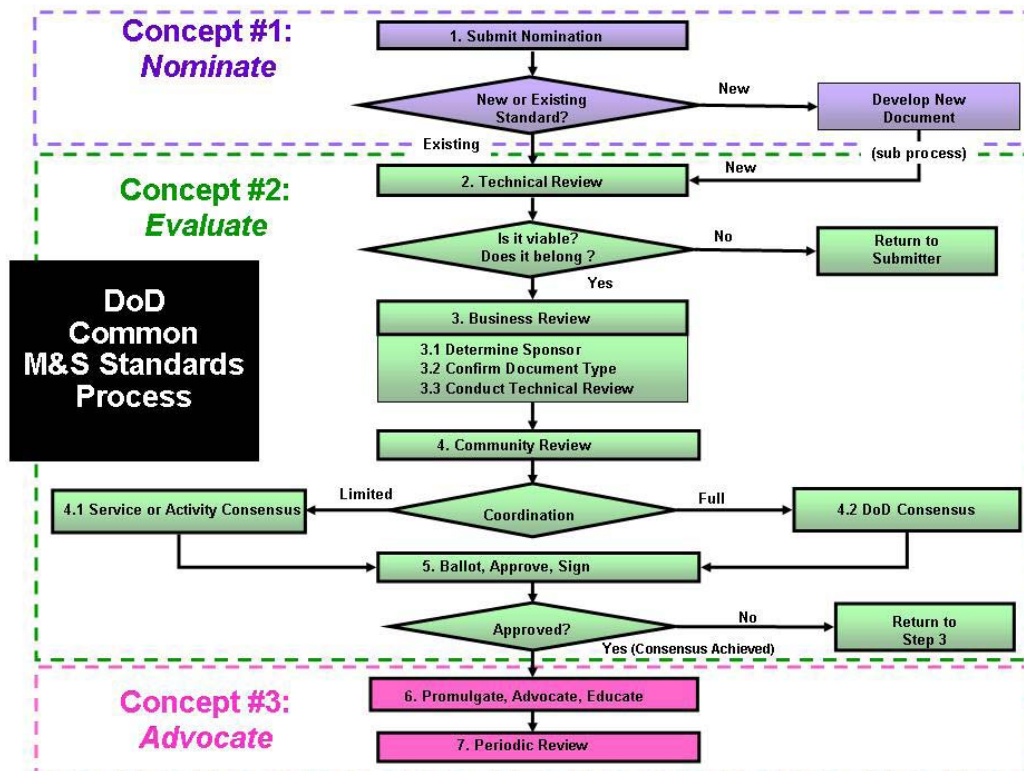 Concept #1:
Nominate
1. Submit Nomination
New or Existing
Standard?
New
Develop New
Document
Existing
(sub process)
New
Concept #2:
Evaluate
2. Technical Review
Is it viable?
Does it belong ?
No
Return to
Submitter
Yes
DoD
Common
M&S Standards
Process
3. Business Review
3.1 Determine Sponsor
3.2 Confirm Document Type
3.3 Conduct Technical Review
4. Community Review
Limited
Coordination
Full
4.1 Service or Activity Consensus
4.2 DoD Consensus
5. Ballot, Approve, Sign
Approved?
No
Return to
Step 3
Yes (Consensus Achieved)
Concept #3:
Advocate
6. Promulgate, Advocate, Educate
7. Periodic Review